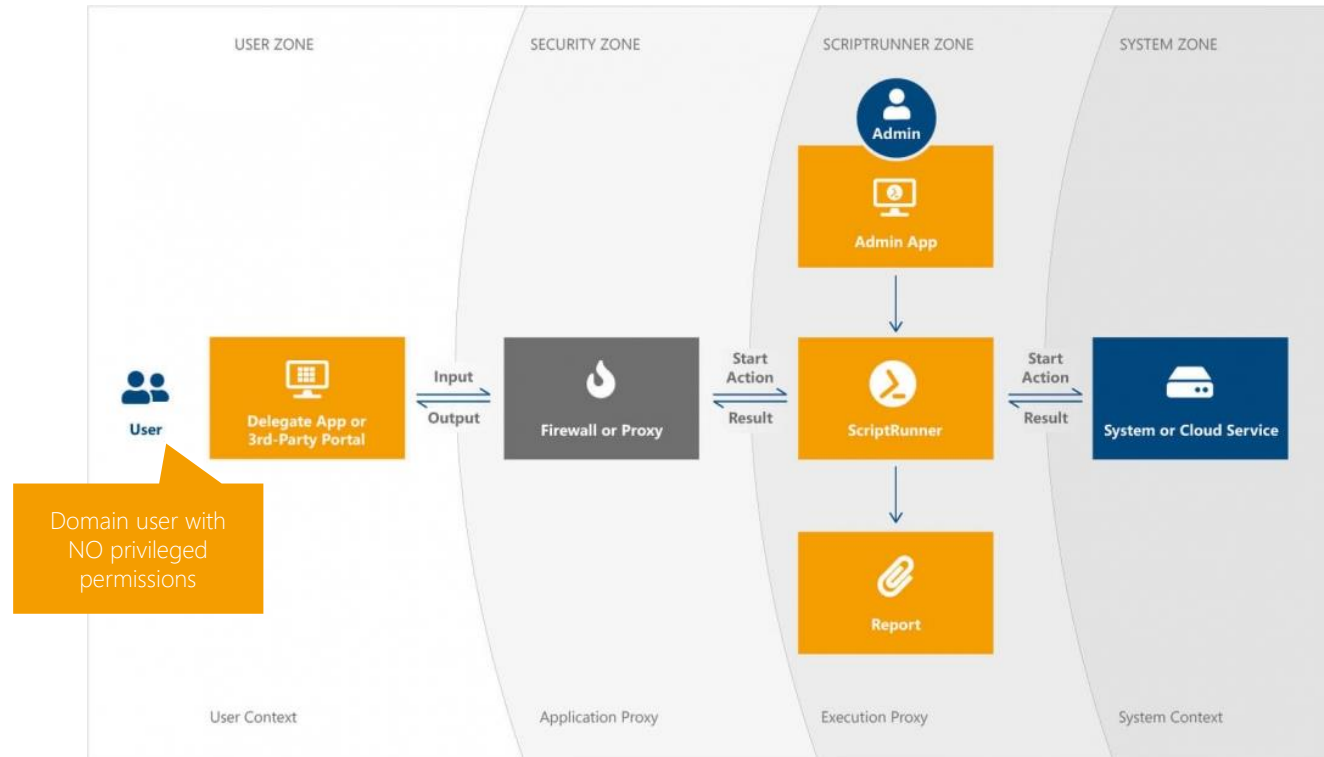 USER ZONE
SECURITY ZONE
SCRIPTRUNNER ZONE
SYSTEM ZONE
Admin
Admin App
User
Delegate App or
3rd-Party Portal
Input
Output
Firewall or Proxy
Start
Action
Result
ScriptRunner
Start
Action
Result
System or Cloud Service
Domain user with
NO privileged
permissions
Report
User Context
Application Proxy
Execution Proxy
System Context